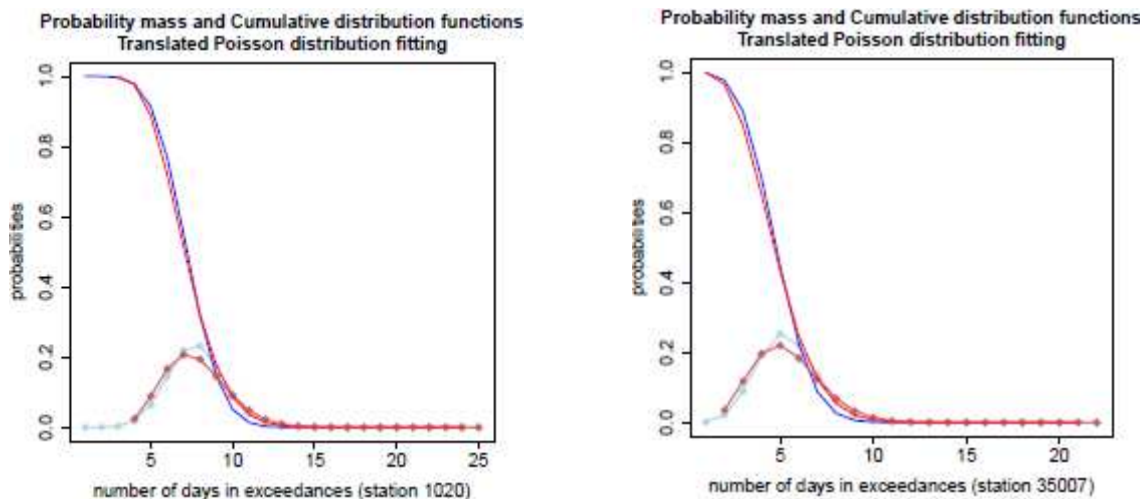 Probability mass and Cumulative distribution functions
Translated Poisson distribution fitting
probabilities
1.0
0.8
0.6
0.4
0.2
0.0
5 10 15 20 25
number of days in exceedances (station 1020)
Probability mass and Cumulative distribution functions
Translated Poisson distribution fitting
probabilities
1.0
0.8
0.6
0.4
0.2
0.0
5 10 15 20
number of days in exceedances (station 35007)